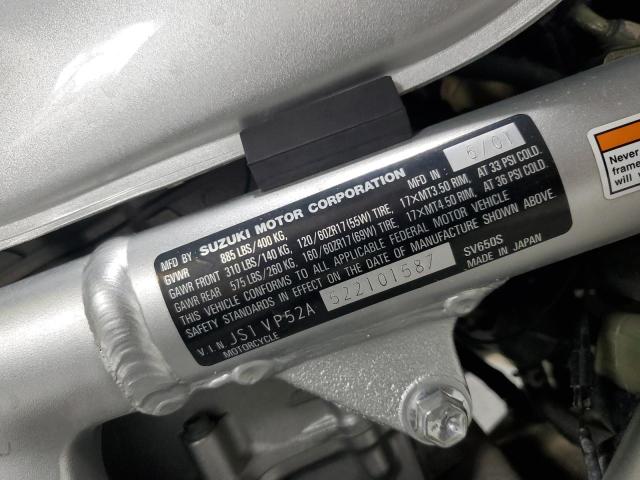 MFD BY: SUZUKI MOTOR CORPORATION MFD IN: 6/01
GVWR 885 LBS/400 KG,
GAWR FRONT 310 LBS/140 KG, 120/60ZR17(55W) TIRE, 17×MT3.50 RIM, AT 33 PSI COLD.
GAWR REAR 575 LBS/260 KG, 160/60ZR17(69W) TIRE, 17×MT4.50 RIM, AT 36 PSI COLD.
THIS VEHICLE CONFORMS TO ALL APPLICABLE FEDERAL MOTOR VEHICLE
SAFETY STANDARDS IN EFFECT ON THE DATE OF MANUFACTURE SHOWN ABOVE.
V.I.N. JS1VP52A 522101587 SV650S
MOTORCYCLE MADE IN JAPAN
Never
frame
will